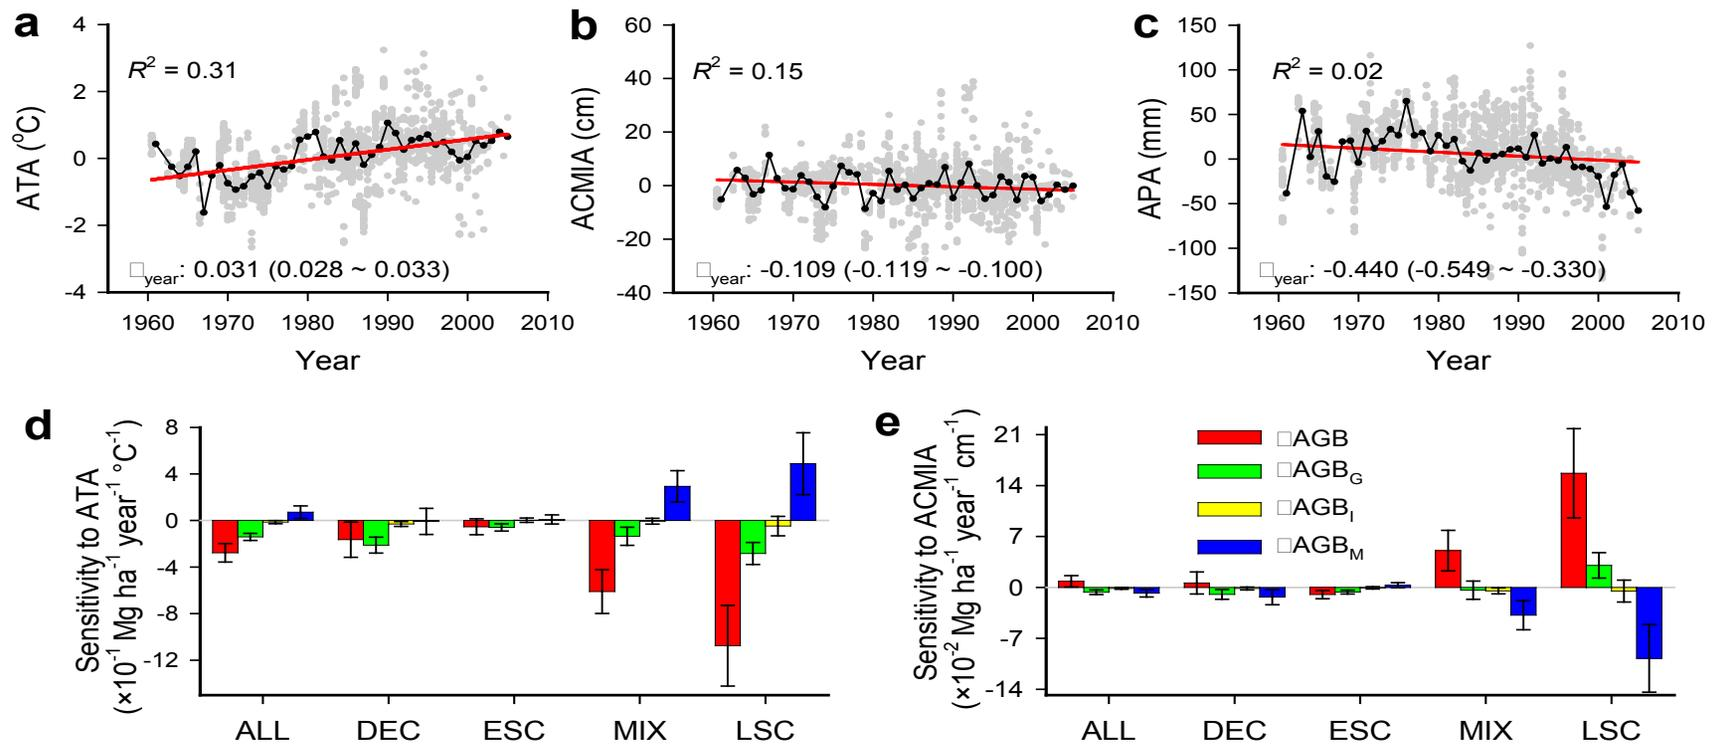 a
4
2
0
-2
-4
ATA (°C)
R² = 0.31
□year: 0.031 (0.028 ~ 0.033)
1960 1970 1980 1990 2000 2010
Year
b
60
40
20
0
-20
-40
ACMIA (cm)
R² = 0.15
□year: -0.109 (-0.119 ~ -0.100)
1960 1970 1980 1990 2000 2010
Year
c
150
100
50
0
-50
-100
-150
APA (mm)
R² = 0.02
□year: -0.440 (-0.549 ~ -0.330)
1960 1970 1980 1990 2000 2010
Year
d
8
4
0
-4
-8
-12
Sensitivity to ATA
(×10⁻¹ Mg ha⁻¹ year⁻¹ °C⁻¹)
ALL DEC ESC MIX LSC
e
21
14
7
0
-7
-14
Sensitivity to ACMIA
(×10⁻² Mg ha⁻¹ year⁻¹ cm⁻¹)
□AGB
□AGB_G
□AGB_I
□AGB_M
ALL DEC ESC MIX LSC